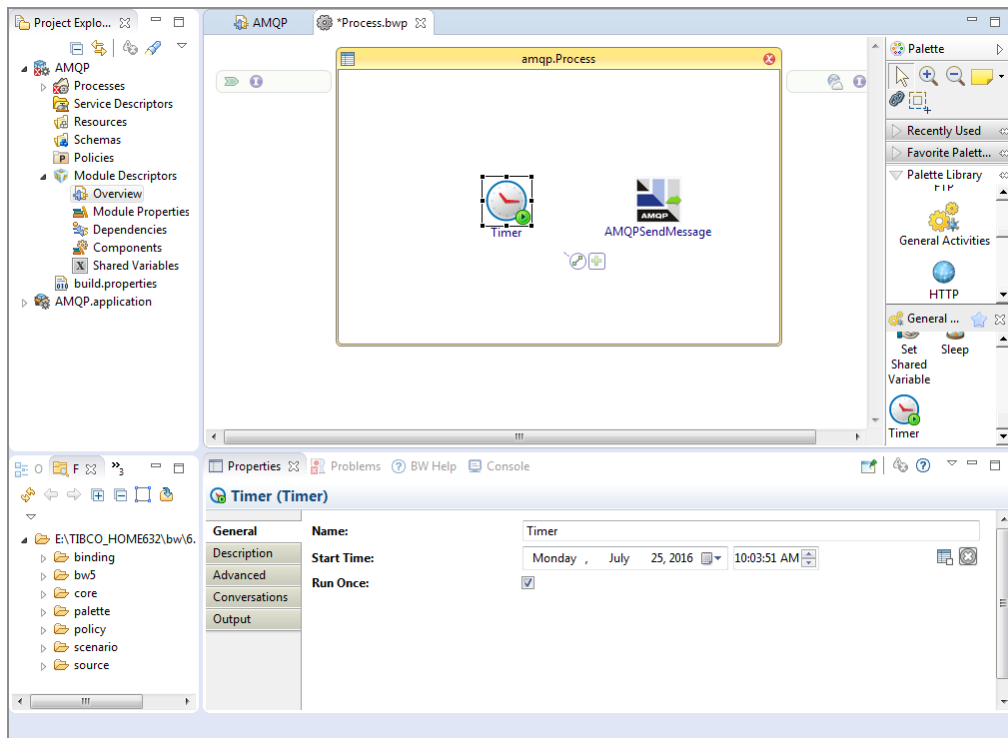 Project Explo...
AMQP
Processes
Service Descriptors
Resources
Schemas
Policies
Module Descriptors
Overview
Module Properties
Dependencies
Components
X Shared Variables
build.properties
AMQP.application
AMQP
*Process.bwp
amqp.Process
Timer
AMQP
AMQPSendMessage
Palette
Recently Used
Favorite Palett...
Palette Library
FTP
General Activities
HTTP
General ...
Set Shared Variable
Sleep
Timer
O
F
»3
E:\TIBCO_HOME632\bw\6.
binding
bw5
core
palette
policy
scenario
source
Properties
Problems
BW Help
Console
Timer (Timer)
General
Description
Advanced
Conversations
Output
Name: Timer
Start Time: Monday , July 25, 2016 10:03:51 AM
Run Once: